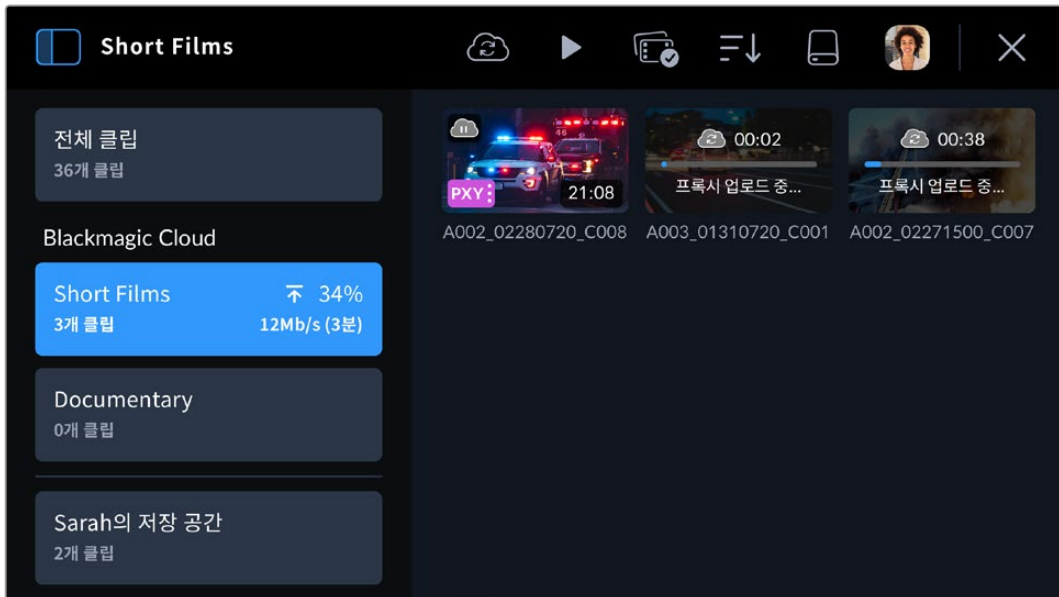 Short Films
전체 클립
36개 클립
Blackmagic Cloud
Short Films 34%
3개 클립 12Mb/s (3분)
Documentary
0개 클립
Sarah의 저장 공간
2개 클립
46
PXY
21:08
A002_02280720_C008
00:02
프록시 업로드 중...
A003_01310720_C001
00:38
프록시 업로드 중...
A002_02271500_C007